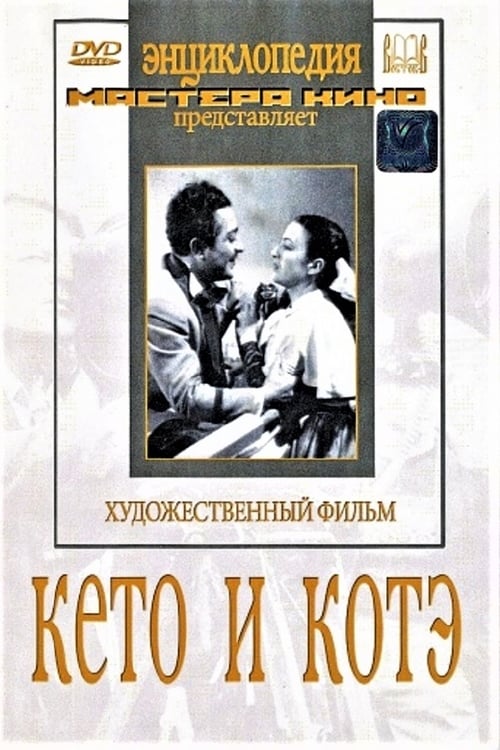 DVD
VIDEO
ЭНЦИКЛОПЕДИЯ
МАСТЕРА КИНО
представляет
ХУДОЖЕСТВЕННЫЙ ФИЛЬМ
КЕТО И КОТЭ